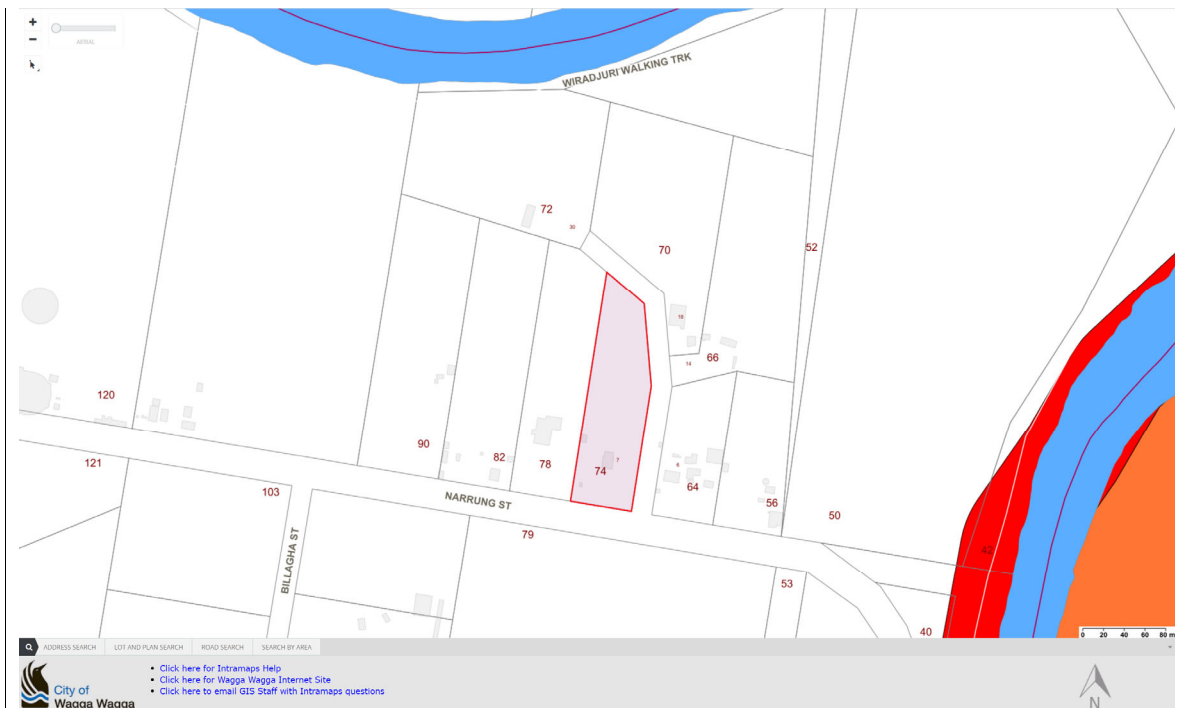 +
AERIAL
−
WIRADJURI WALKING TRK
72
30
70
52
18
66
14
120
90
82
78
74
7
6
64
56
50
121
103
NARRUNG ST
79
BILLAGHA ST
42
53
40
0 20 40 60 80 m
ADDRESS SEARCH LOT AND PLAN SEARCH ROAD SEARCH SEARCH BY AREA
• Click here for Intramaps Help
• Click here for Wagga Wagga Internet Site
• Click here to email GIS Staff with Intramaps questions
City of
Wagga Wagga
N